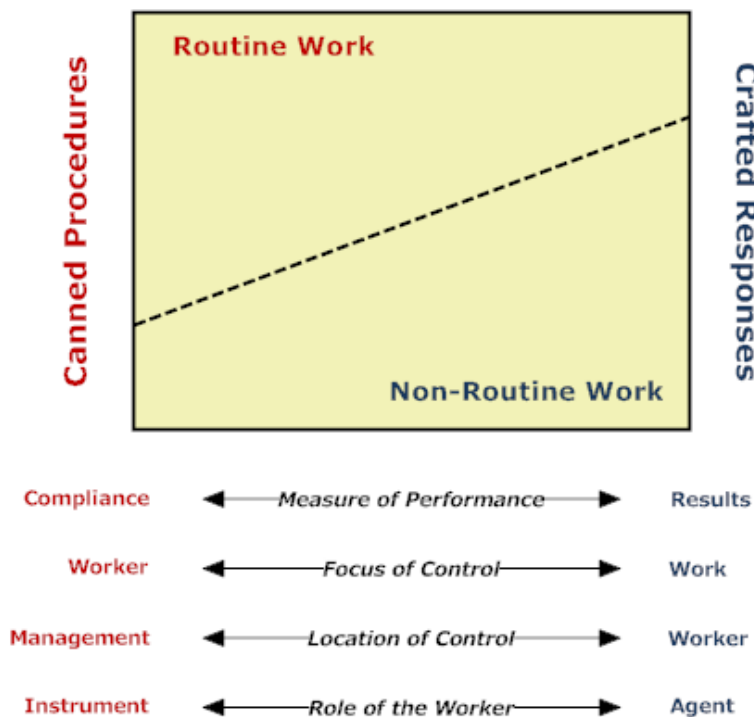 Routine Work
Canned Procedures
Crafted Responses
Non-Routine Work
Compliance Measure of Performance Results
Worker Focus of Control Work
Management Location of Control Worker
Instrument Role of the Worker Agent